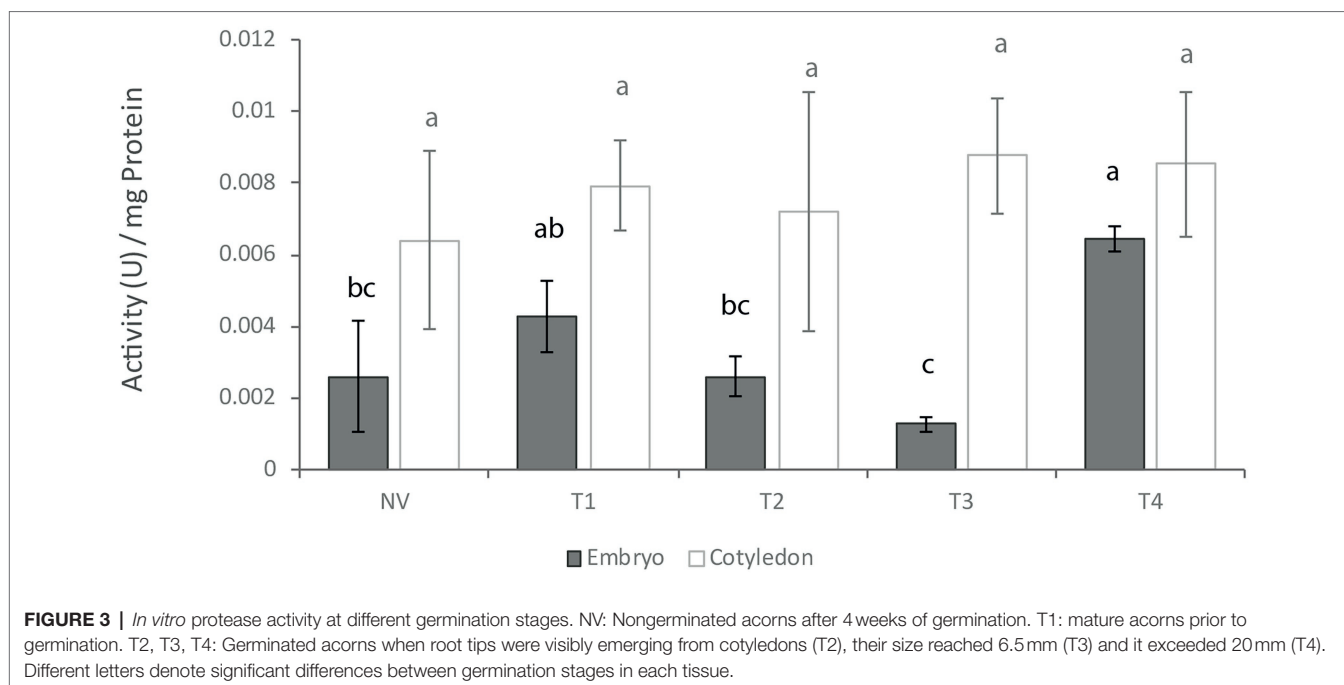 0.012
0.01
0.008
0.006
0.004
0.002
0
Activity (U) / mg Protein
bc
a
ab
a
bc
a
c
a
a
a
NV
T1
T2
T3
T4
Embryo
Cotyledon
FIGURE 3 | In vitro protease activity at different germination stages. NV: Nongerminated acorns after 4 weeks of germination. T1: mature acorns prior to
germination. T2, T3, T4: Germinated acorns when root tips were visibly emerging from cotyledons (T2), their size reached 6.5 mm (T3) and it exceeded 20 mm (T4).
Different letters denote significant differences between germination stages in each tissue.